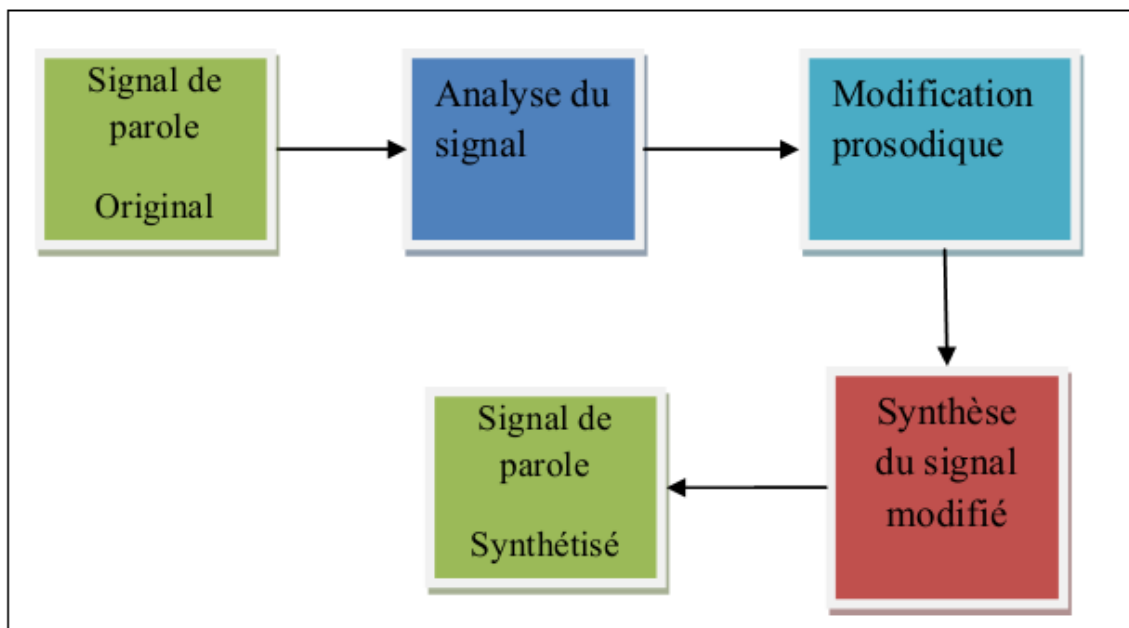 Signal de
parole
Original
Analyse du
signal
Modification
prosodique
Synthèse
du signal
modifié
Signal de
parole
Synthétisé